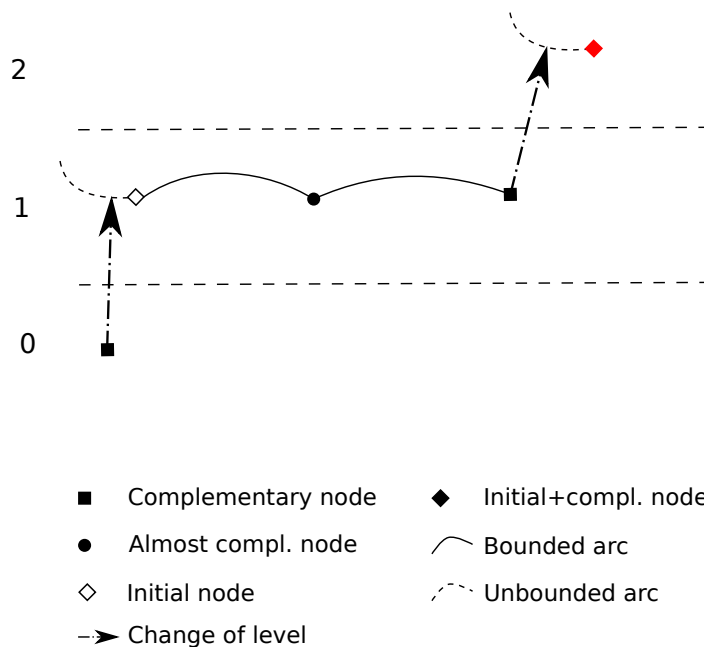 2
1
0
Complementary node
Initial+compl. node
Almost compl. node
Bounded arc
Initial node
Unbounded arc
Change of level